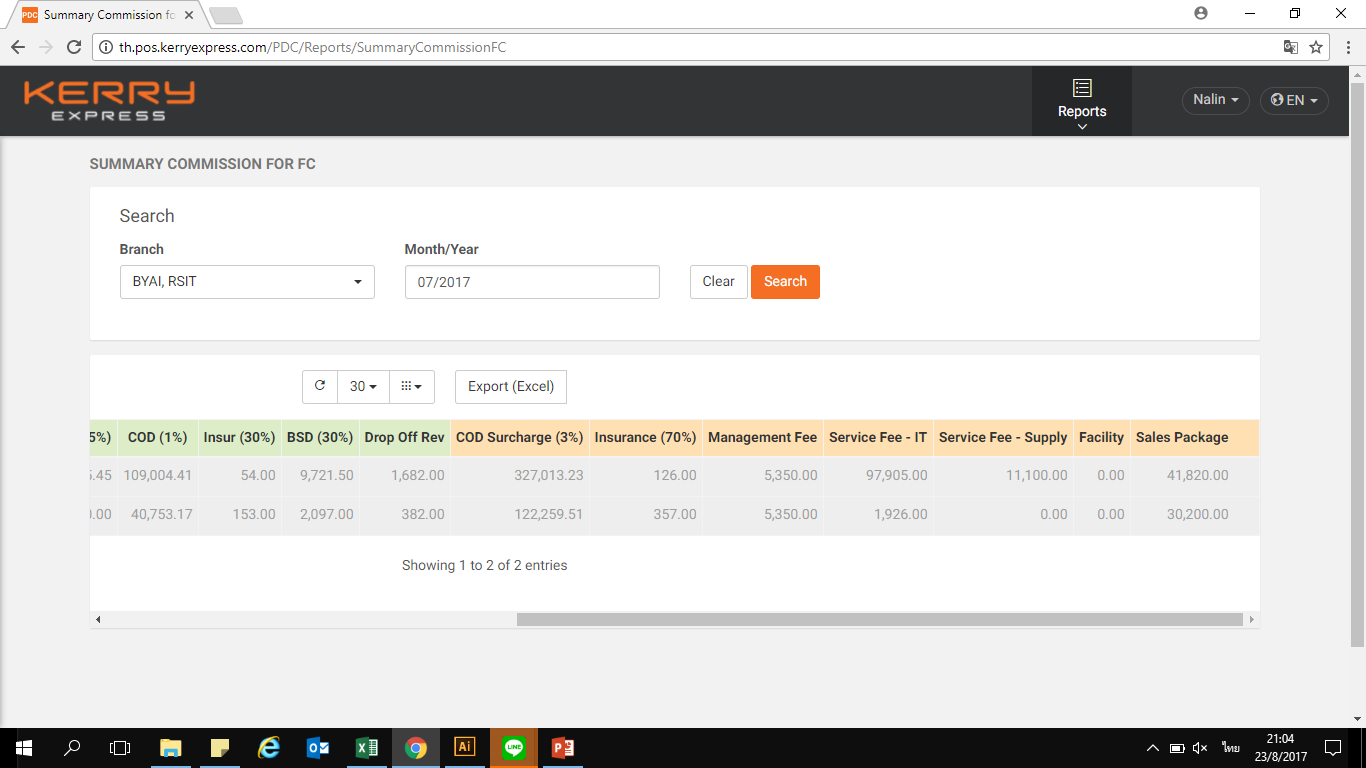 PDC Summary Commission fo
th.pos.kerryexpress.com/PDC/Reports/SummaryCommissionFC
KERRY
EXPRESS
Reports
Nalin
EN
SUMMARY COMMISSION FOR FC
Search
Branch Month/Year
BYAI, RSIT 07/2017 Clear Search
30 Export (Excel)
5%) COD (1%) Insur (30%) BSD (30%) Drop Off Rev COD Surcharge (3%) Insurance (70%) Management Fee Service Fee - IT Service Fee - Supply Facility Sales Package
.45 109,004.41 54.00 9,721.50 1,682.00 327,013.23 126.00 5,350.00 97,905.00 11,100.00 0.00 41,820.00
.00 40,753.17 153.00 2,097.00 382.00 122,259.51 357.00 5,350.00 1,926.00 0.00 0.00 30,200.00
Showing 1 to 2 of 2 entries
Ai
LINE
ไทย
21:04
23/8/2017